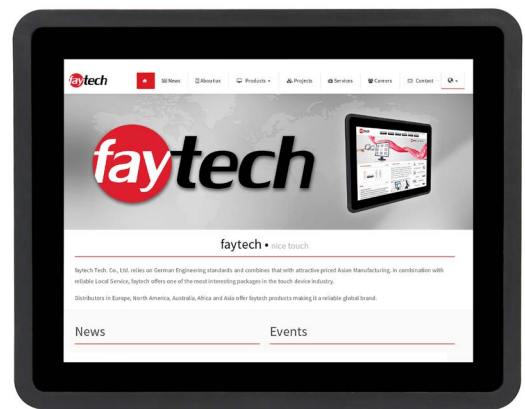 faytech
News
About us
Products
Projects
Services
Careers
Contact
faytech
faytech • nice touch
faytech Tech. Co., Ltd. relies on German Engineering standards and combines that with attractive priced Asian Manufacturing. In combination with
reliable Local Service, faytech offers one of the most interesting packages in the touch device industry.
Distributors in Europe, North America, Australia, Africa and Asia offer faytech products making it a reliable global brand.
News
Events